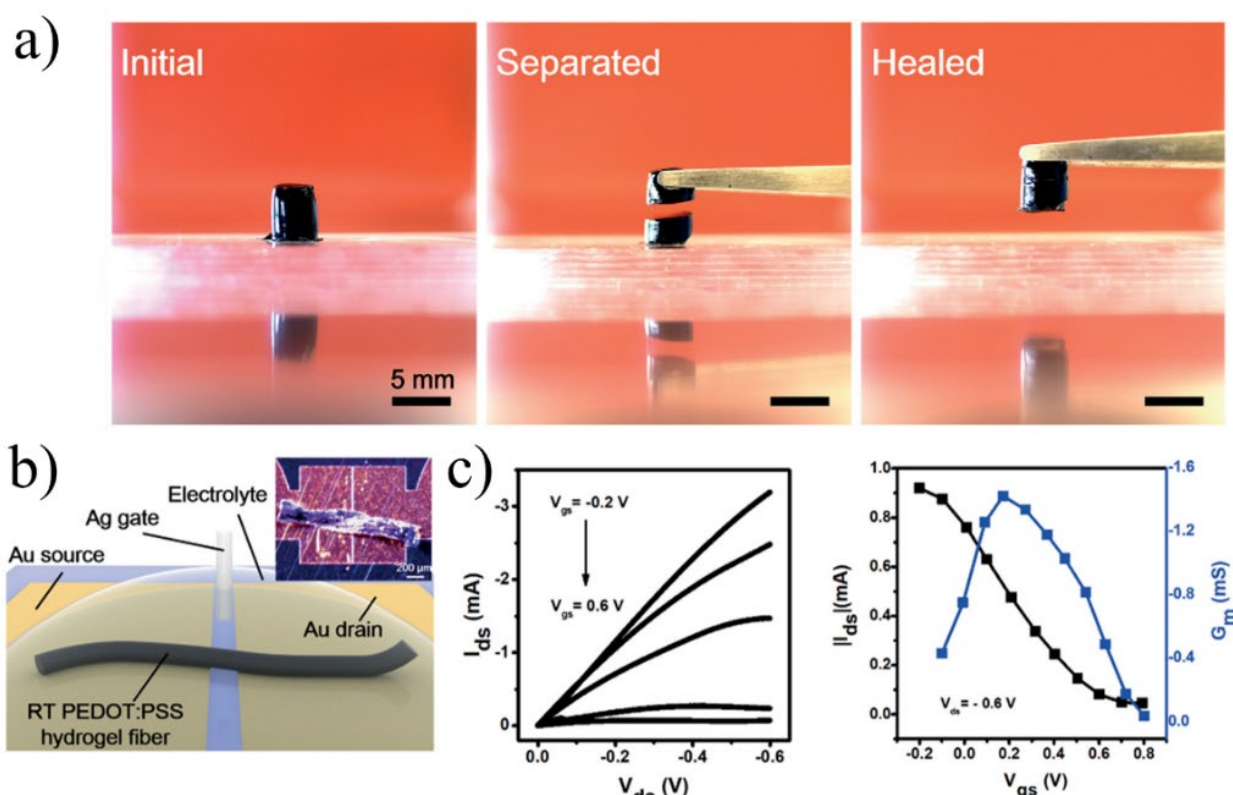 a)
Initial
Separated
Healed
5 mm
b)
Electrolyte
Ag gate
Au source
200 μm
Au drain
RT PEDOT:PSS
hydrogel fiber
c)
I_ds (mA)
-3
-2
-1
0
V_gs = -0.2 V
V_gs = 0.6 V
0.0 -0.2 -0.4 -0.6
V_ds (V)
|I_ds|(mA)
1.0
0.8
0.6
0.4
0.2
0.0
V_ds = - 0.6 V
-0.2 0.0 0.2 0.4 0.6 0.8
V_gs (V)
-1.6
-1.2
-0.8
-0.4
0.0
G_m (mS)